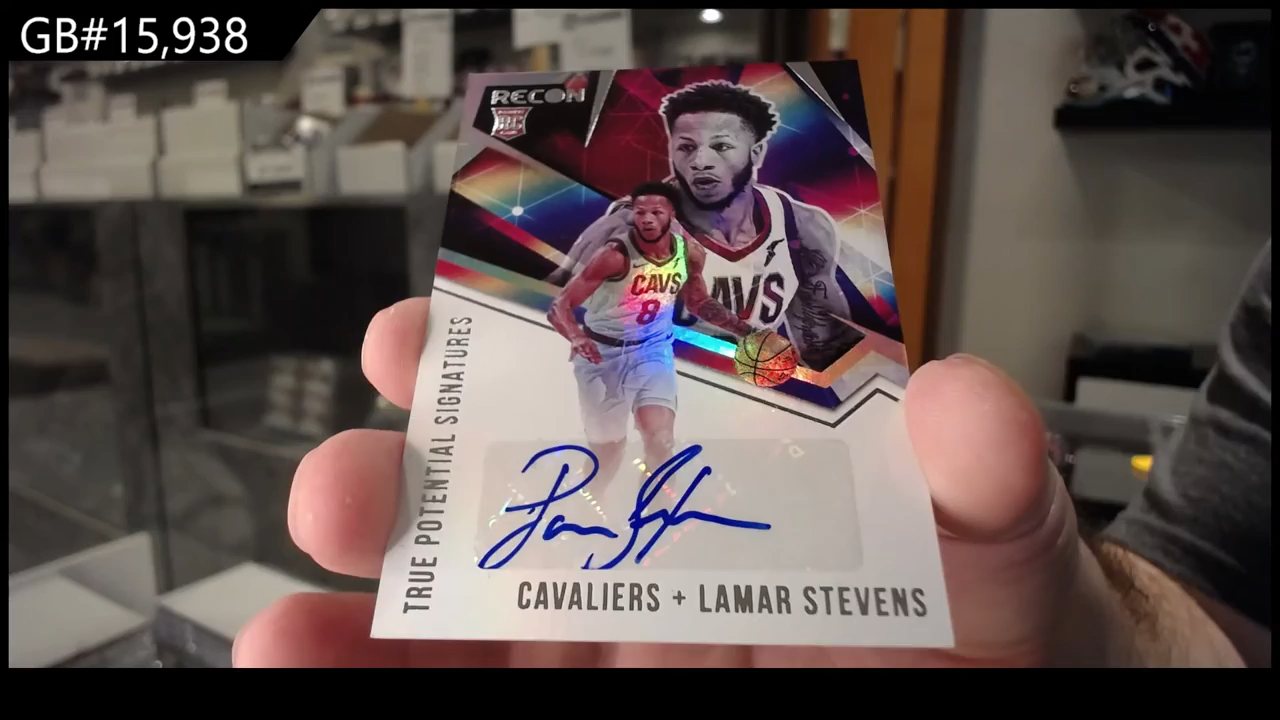 GB#15,938
RECON
RC
CAVS
CAVS
8
TRUE POTENTIAL SIGNATURES
CAVALIERS + LAMAR STEVENS